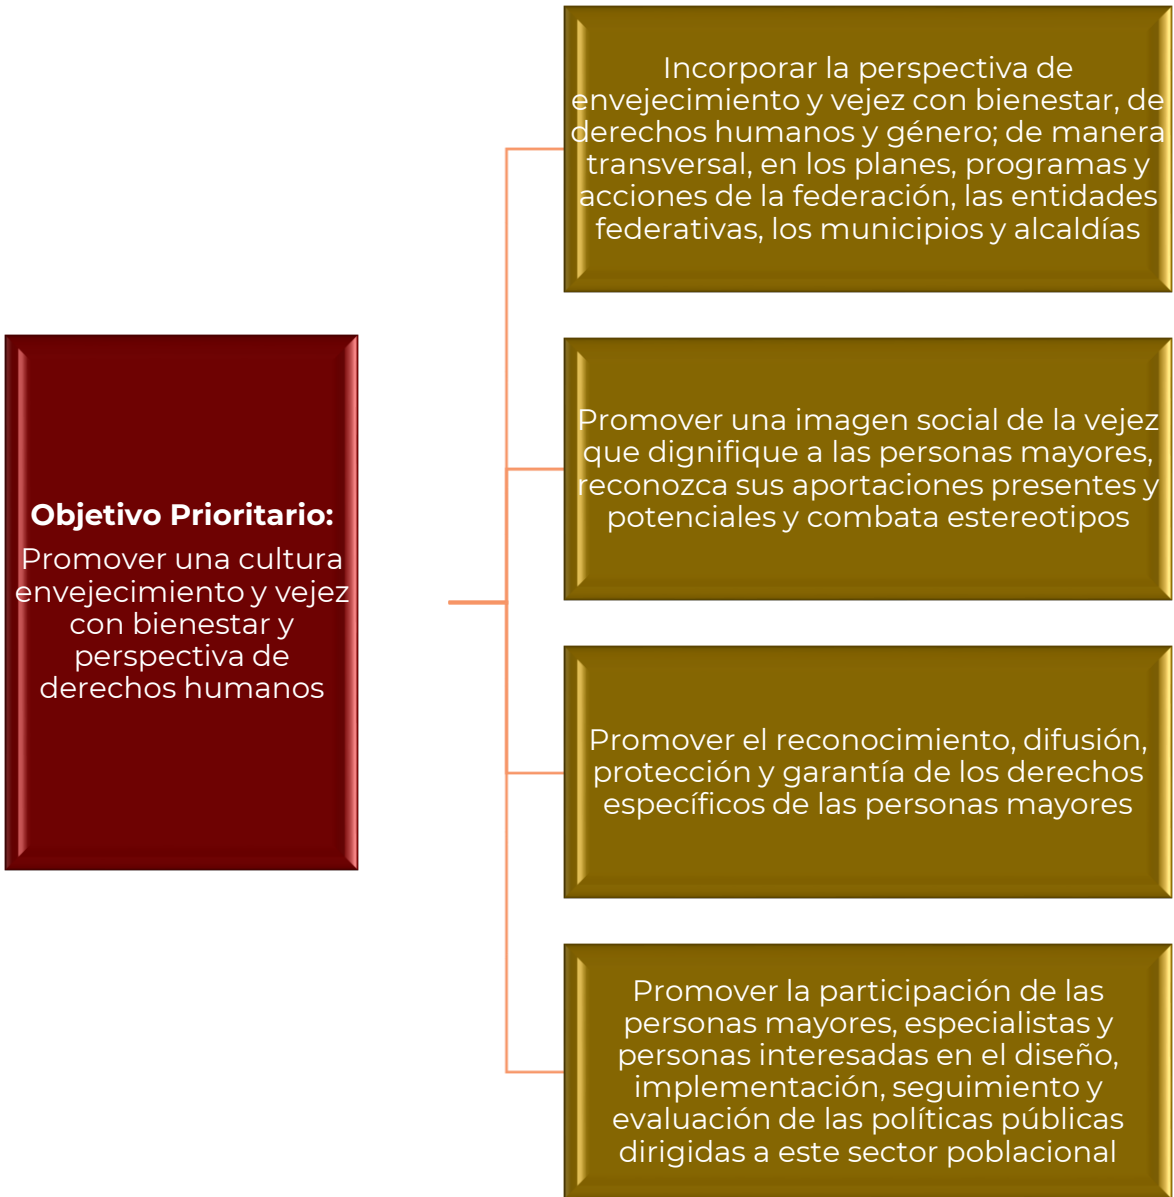 Incorporar la perspectiva de
envejecimiento y vejez con bienestar, de
derechos humanos y género; de manera
transversal, en los planes, programas y
acciones de la federación, las entidades
federativas, los municipios y alcaldías
Objetivo Prioritario:
Promover una cultura
envejecimiento y vejez
con bienestar y
perspectiva de
derechos humanos
Promover una imagen social de la vejez
que dignifique a las personas mayores,
reconozca sus aportaciones presentes y
potenciales y combata estereotipos
Promover el reconocimiento, difusión,
protección y garantía de los derechos
específicos de las personas mayores
Promover la participación de las
personas mayores, especialistas y
personas interesadas en el diseño,
implementación, seguimiento y
evaluación de las políticas públicas
dirigidas a este sector poblacional